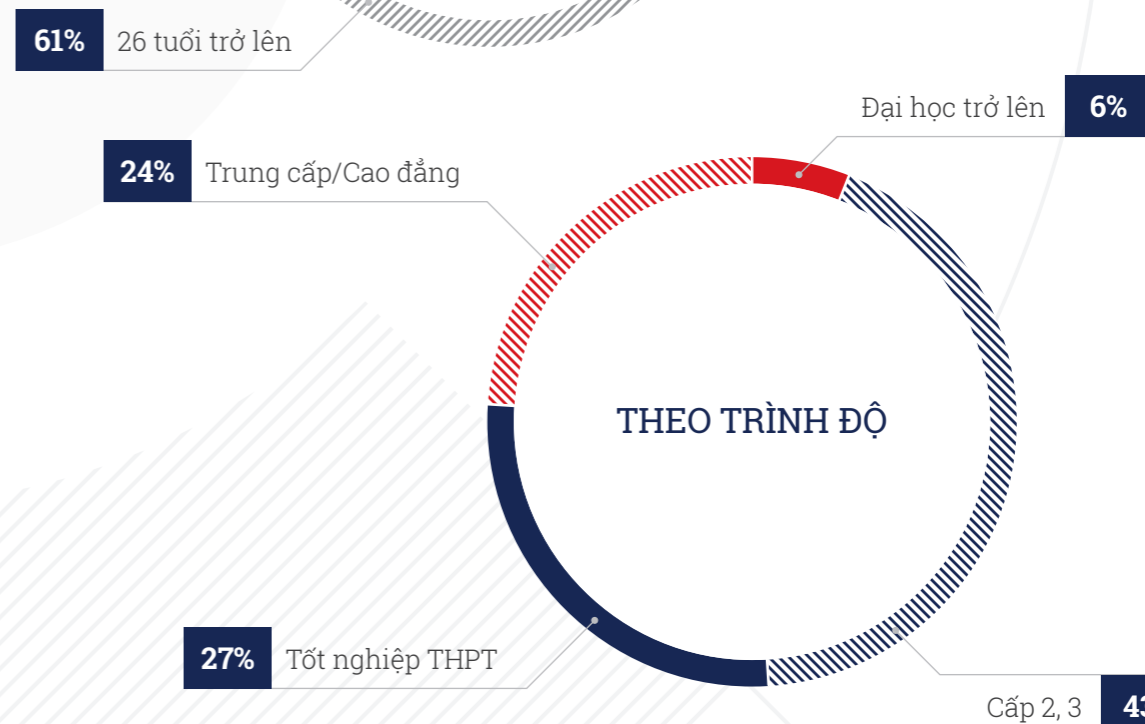 61% 26 tuổi trở lên
Đại học trở lên 6%
24% Trung cấp/Cao đẳng
THEO TRÌNH ĐỘ
27% Tốt nghiệp THPT
Cấp 2, 3 43